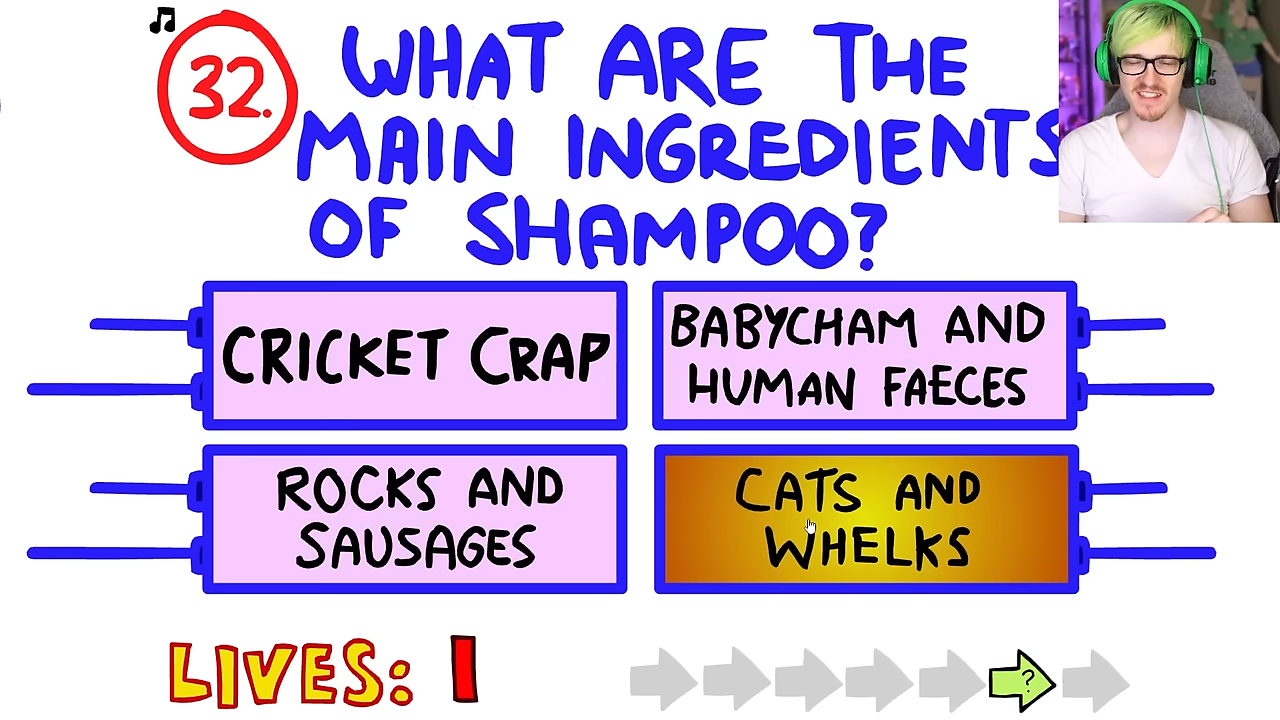 32.
WHAT ARE THE
MAIN INGREDIENTS
OF SHAMPOO?
CRICKET CRAP
BABYCHAM AND
HUMAN FAECES
ROCKS AND
SAUSAGES
CATS AND
WHELKS
LIVES: 1
?